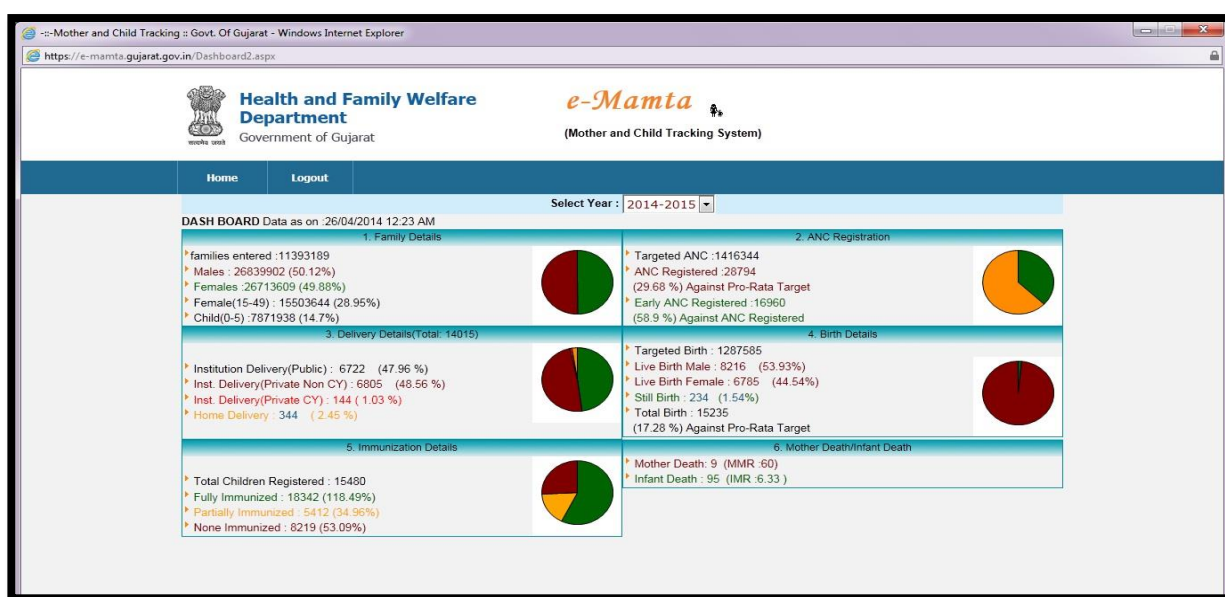 -::-Mother and Child Tracking :: Govt. Of Gujarat - Windows Internet Explorer
https://e-mamta.gujarat.gov.in/Dashboard2.aspx
सत्यमेव जयते
Health and Family Welfare
Department
Government of Gujarat
e-Mamta
(Mother and Child Tracking System)
Home Logout
Select Year : 2014-2015
DASH BOARD Data as on :26/04/2014 12:23 AM
1. Family Details
families entered :11393189
Males : 26839902 (50.12%)
Females :26713609 (49.88%)
Female(15-49) : 15503644 (28.95%)
Child(0-5) :7871938 (14.7%)
2. ANC Registration
Targeted ANC :1416344
ANC Registered :28794
(29.68 %) Against Pro-Rata Target
Early ANC Registered :16960
(58.9 %) Against ANC Registered
3. Delivery Details(Total: 14015)
Institution Delivery(Public) : 6722 (47.96 %)
Inst. Delivery(Private Non CY) : 6805 (48.56 %)
Inst. Delivery(Private CY) : 144 ( 1.03 %)
Home Delivery : 344 ( 2.45 %)
4. Birth Details
Targeted Birth : 1287585
Live Birth Male : 8216 (53.93%)
Live Birth Female : 6785 (44.54%)
Still Birth : 234 (1.54%)
Total Birth : 15235
(17.28 %) Against Pro-Rata Target
5. Immunization Details
Total Children Registered : 15480
Fully Immunized : 18342 (118.49%)
Partially Immunized : 5412 (34.96%)
None Immunized : 8219 (53.09%)
6. Mother Death/Infant Death
Mother Death: 9 (MMR :60)
Infant Death : 95 (IMR :6.33 )